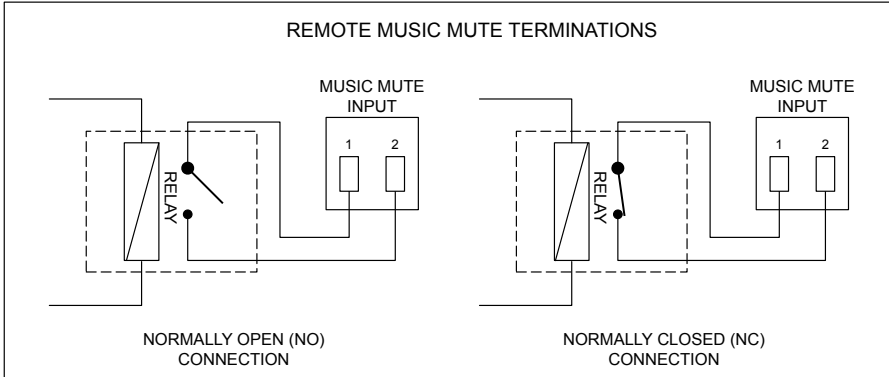 REMOTE MUSIC MUTE TERMINATIONS
MUSIC MUTE
INPUT
1 2
RELAY
NORMALLY OPEN (NO)
CONNECTION
MUSIC MUTE
INPUT
1 2
RELAY
NORMALLY CLOSED (NC)
CONNECTION